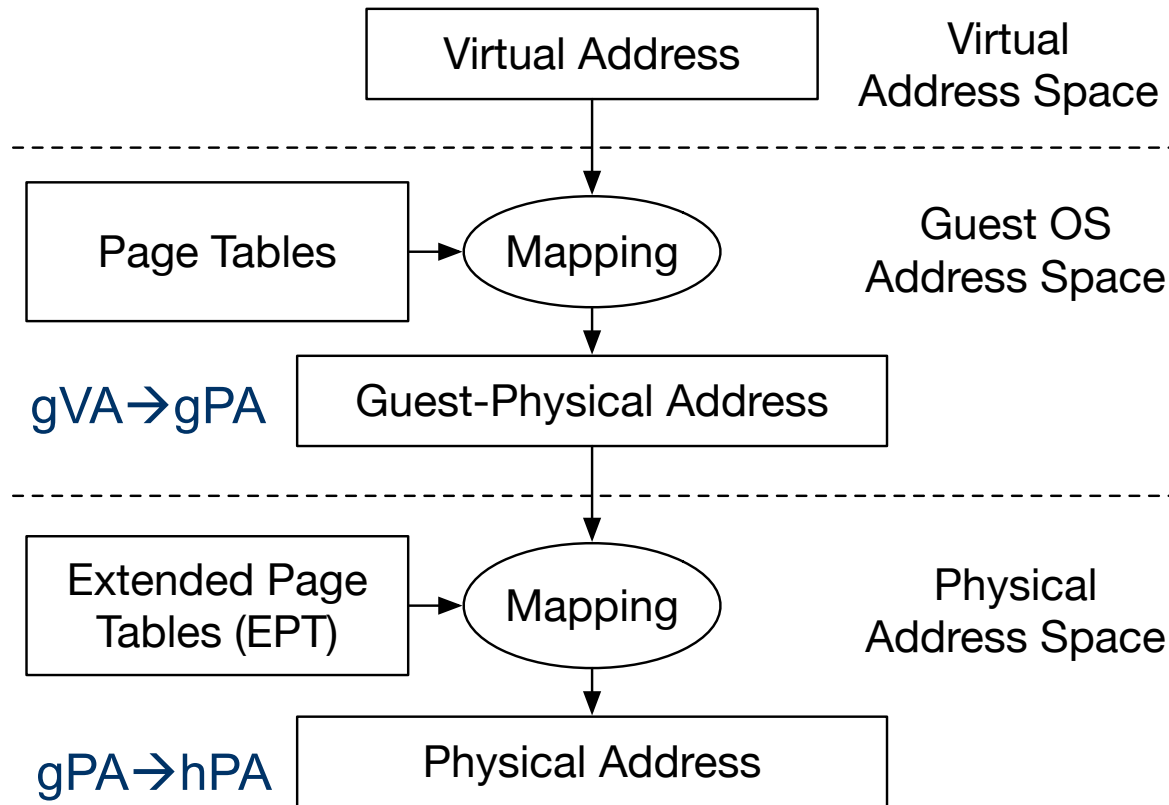 Virtual Address
Virtual
Address Space
Page Tables
Mapping
Guest OS
Address Space
gVA→gPA
Guest-Physical Address
Extended Page
Tables (EPT)
Mapping
Physical
Address Space
gPA→hPA
Physical Address